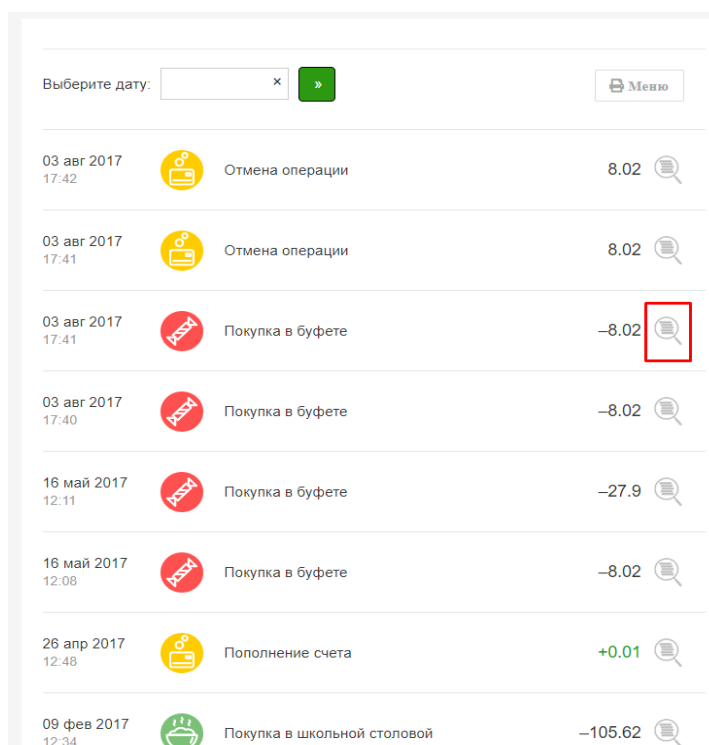 Выберите дату: × » Меню
03 авг 2017
17:42
Отмена операции 8.02
03 авг 2017
17:41
Отмена операции 8.02
03 авг 2017
17:41
Покупка в буфете –8.02
03 авг 2017
17:40
Покупка в буфете –8.02
16 май 2017
12:11
Покупка в буфете –27.9
16 май 2017
12:08
Покупка в буфете –8.02
26 апр 2017
12:48
Пополнение счета +0.01
09 фев 2017
12:34
Покупка в школьной столовой –105.62